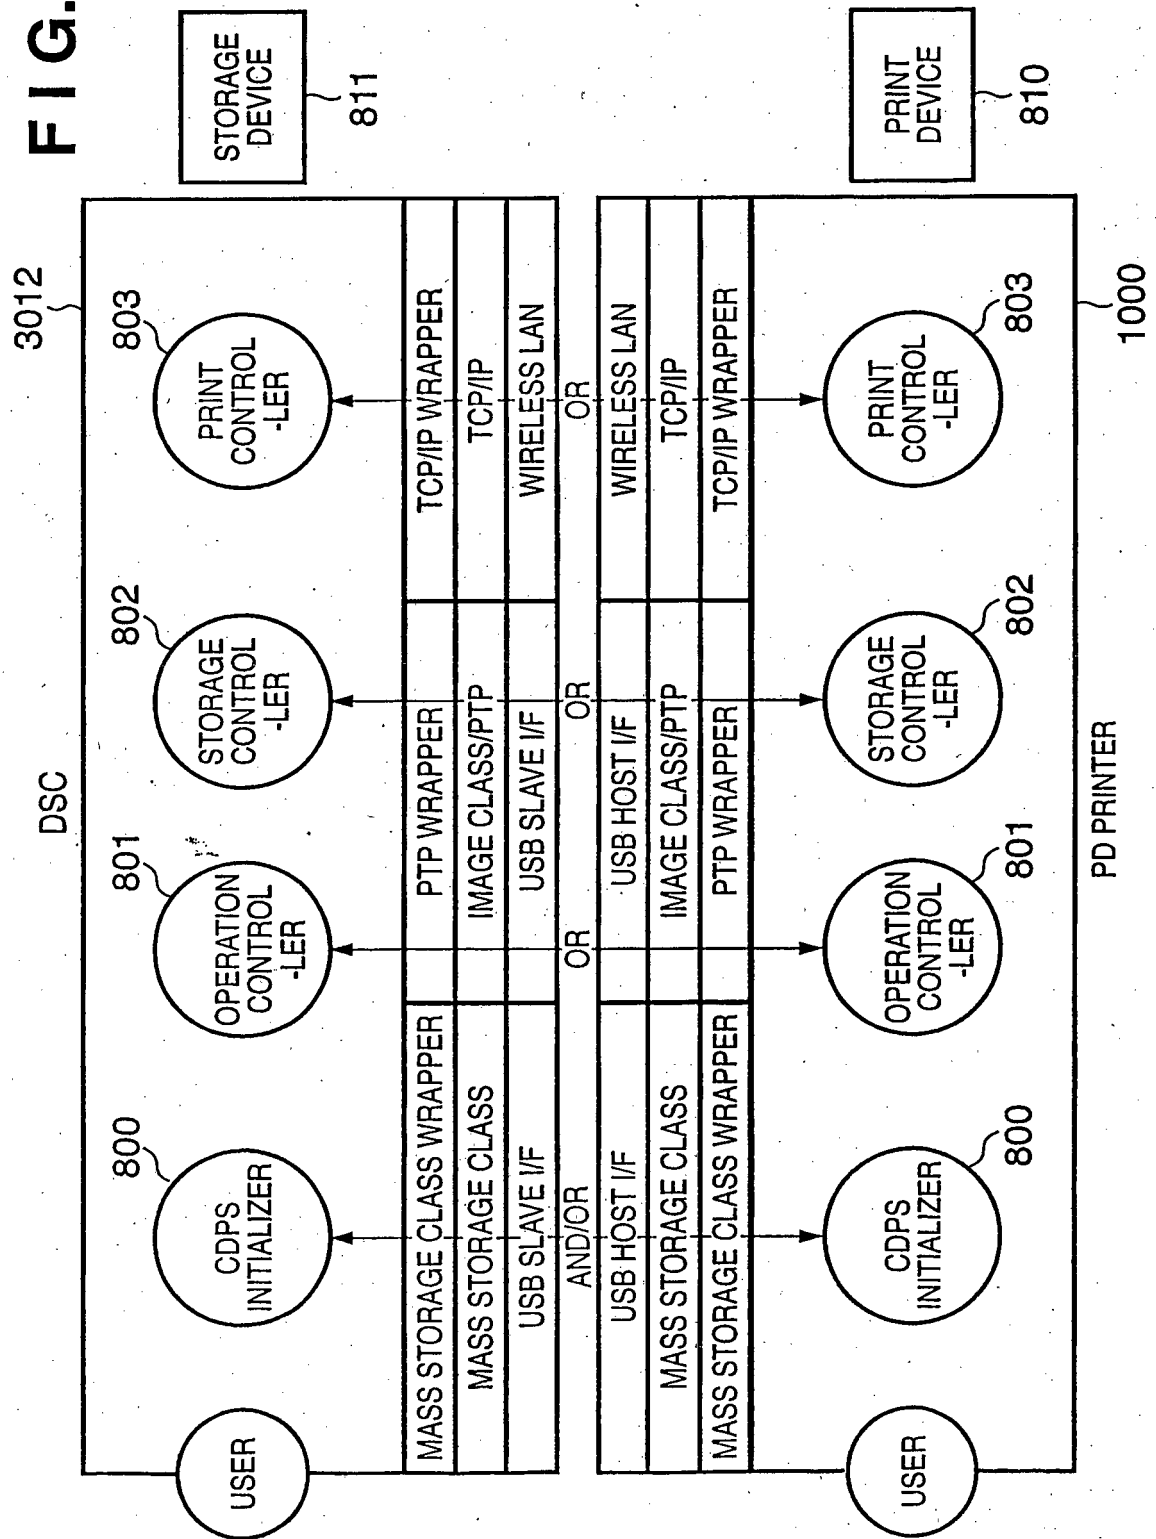 FIG.
DSC
3012
USER
CDPS
INITIALIZER
800
OPERATION
CONTROL
-LER
801
STORAGE
CONTROL
-LER
802
PRINT
CONTROL
-LER
803
STORAGE
DEVICE
811
MASS STORAGE CLASS WRAPPER
PTP WRAPPER
TCP/IP WRAPPER
MASS STORAGE CLASS
IMAGE CLASS/PTP
TCP/IP
USB SLAVE I/F
USB SLAVE I/F
WIRELESS LAN
AND/OR
OR
OR
OR
USB HOST I/F
USB HOST I/F
WIRELESS LAN
MASS STORAGE CLASS
IMAGE CLASS/PTP
TCP/IP
MASS STORAGE CLASS WRAPPER
PTP WRAPPER
TCP/IP WRAPPER
USER
CDPS
INITIALIZER
800
OPERATION
CONTROL
-LER
801
STORAGE
CONTROL
-LER
802
PRINT
CONTROL
-LER
803
PRINT
DEVICE
810
PD PRINTER
1000